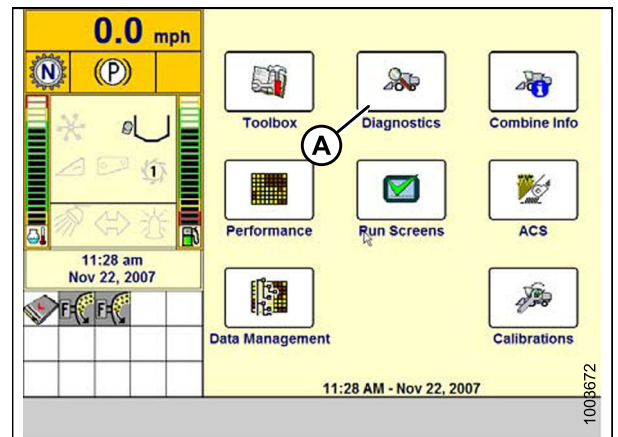 0.0 mph
N
(P)
1
11:28 am
Nov 22, 2007
F
F
Toolbox
Diagnostics
Combine Info
A
Performance
Run Screens
ACS
Data Management
Calibrations
11:28 AM - Nov 22, 2007
1003672